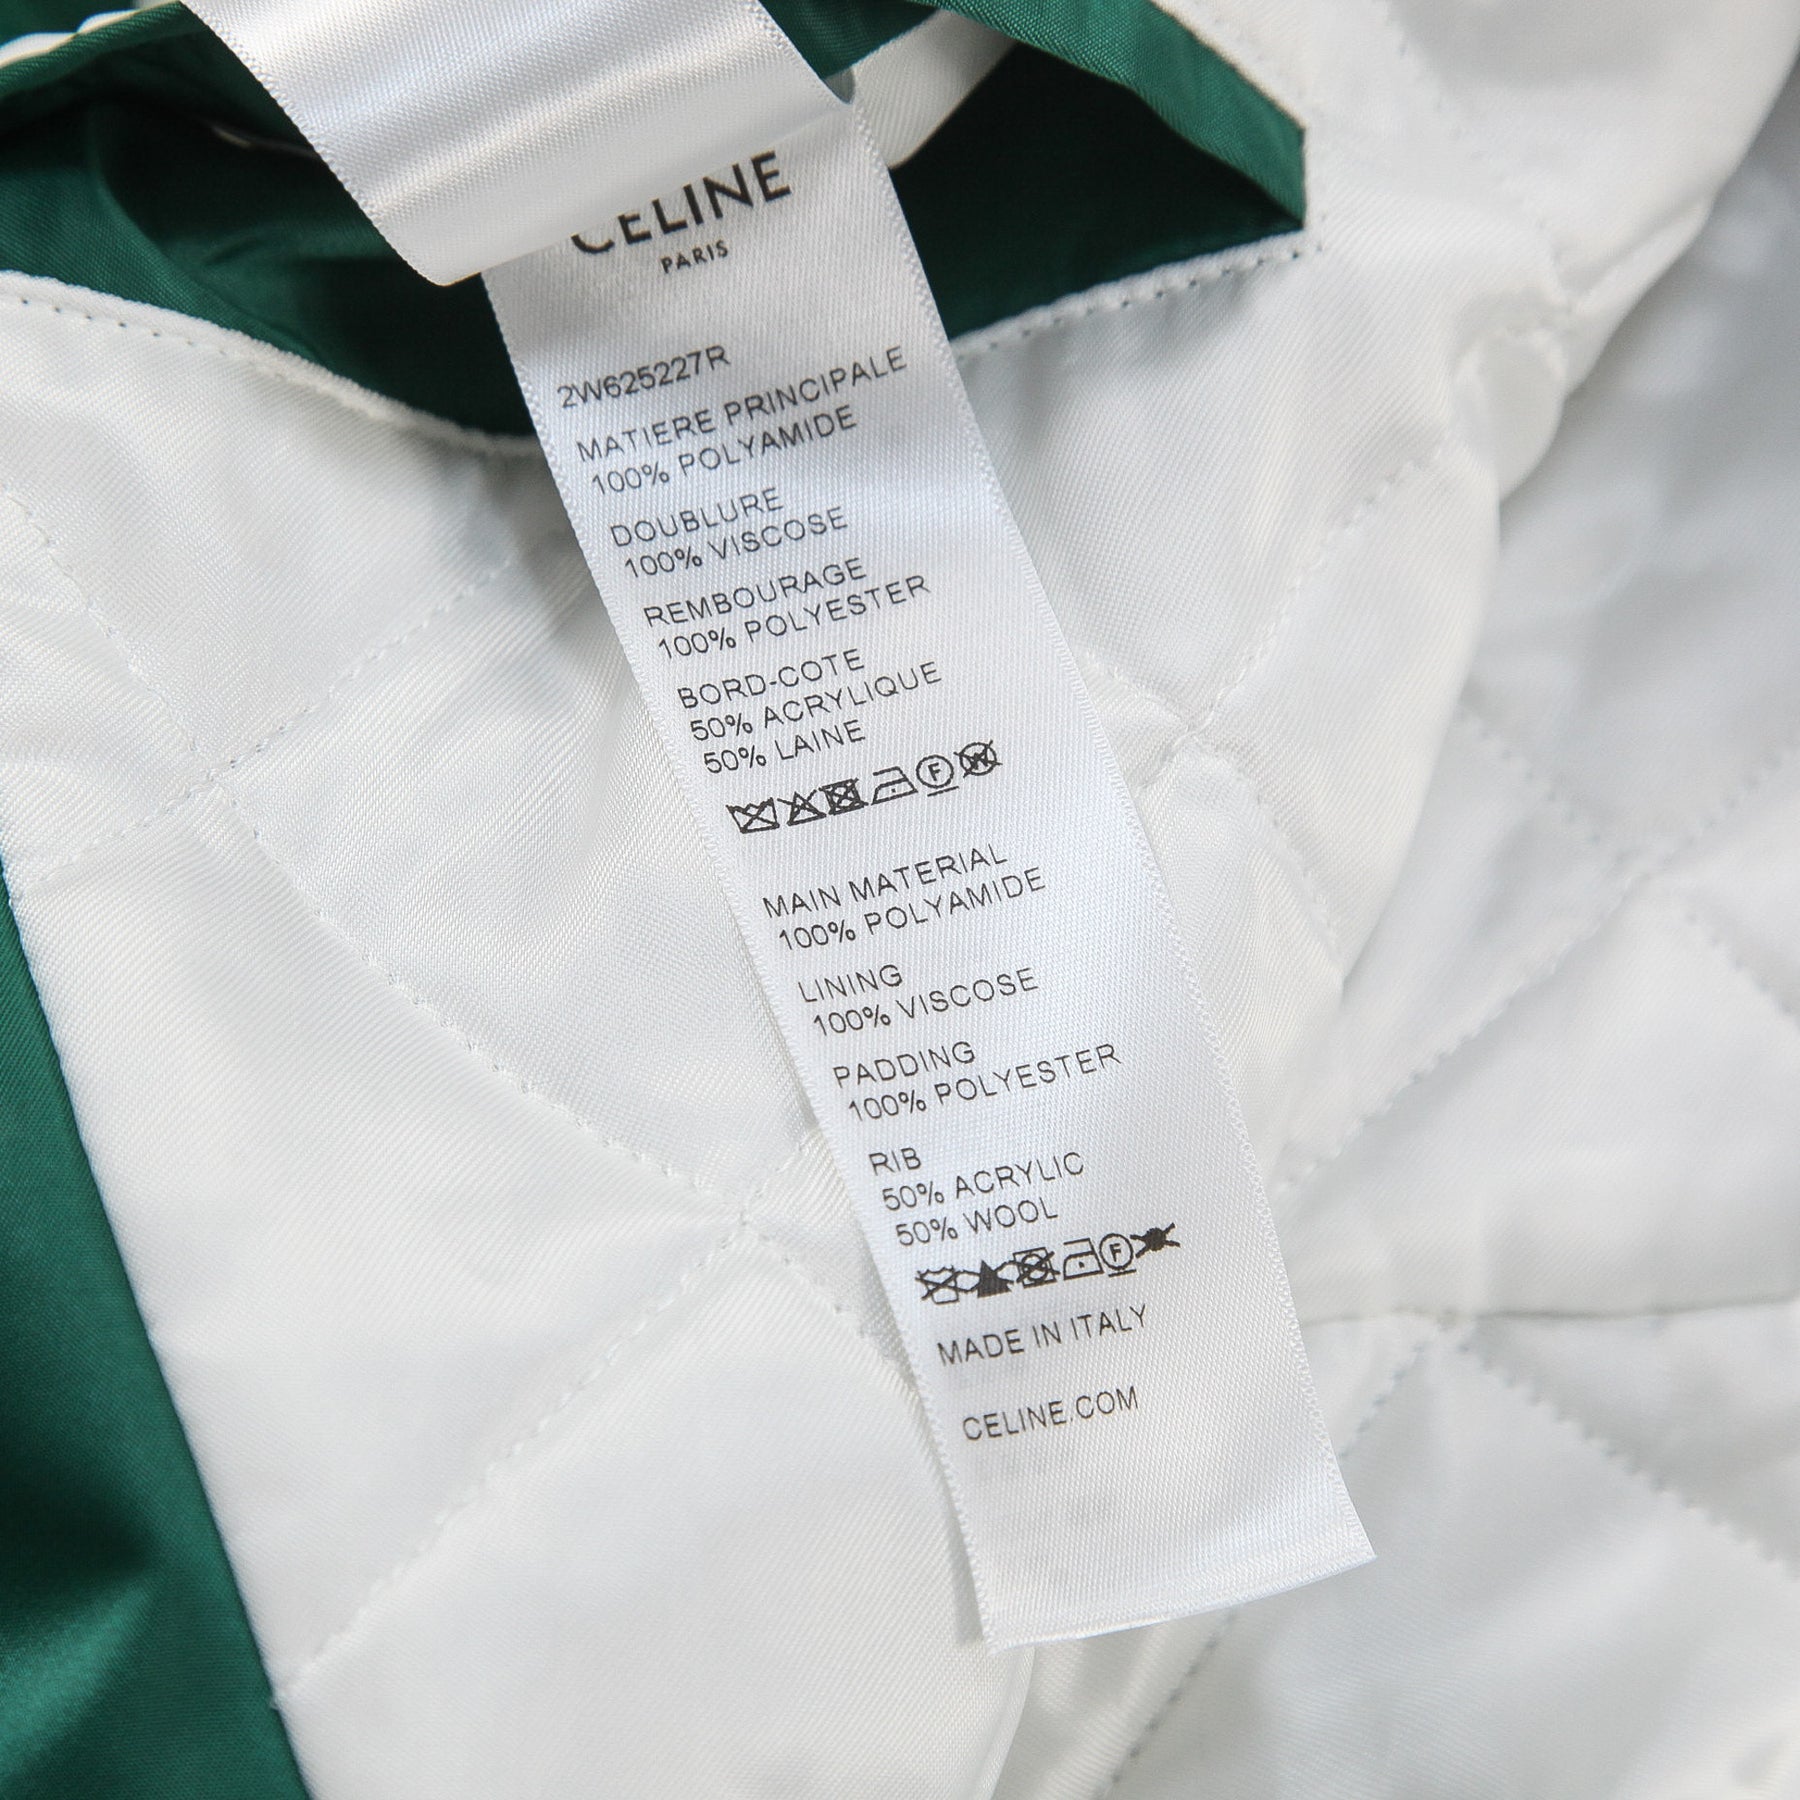 CELINE
PARIS
2W625227R
MATIERE PRINCIPALE
100% POLYAMIDE
DOUBLURE
100% VISCOSE
REMBOURAGE
100% POLYESTER
BORD-COTE
50% ACRYLIQUE
50% LAINE
F W
MAIN MATERIAL
100% POLYAMIDE
LINING
100% VISCOSE
PADDING
100% POLYESTER
RIB
50% ACRYLIC
50% WOOL
F
MADE IN ITALY
CELINE.COM